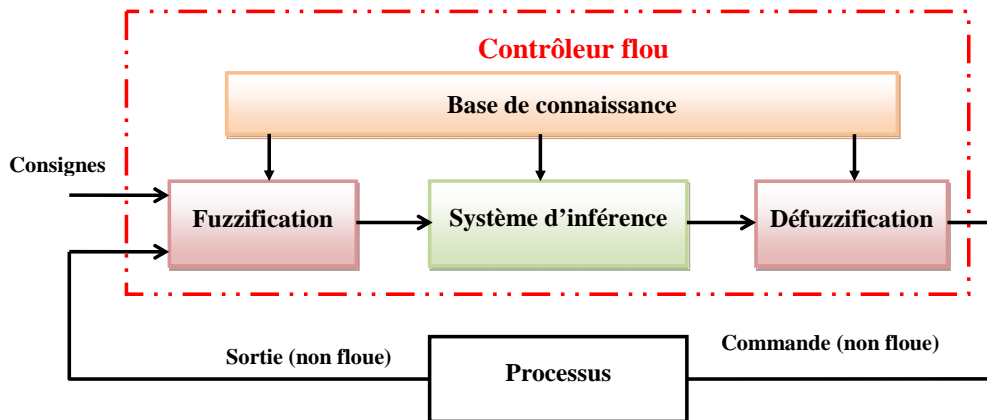 Contrôleur flou
Base de connaissance
Consignes
Fuzzification
Système d’inférence
Défuzzification
Sortie (non floue)
Processus
Commande (non floue)